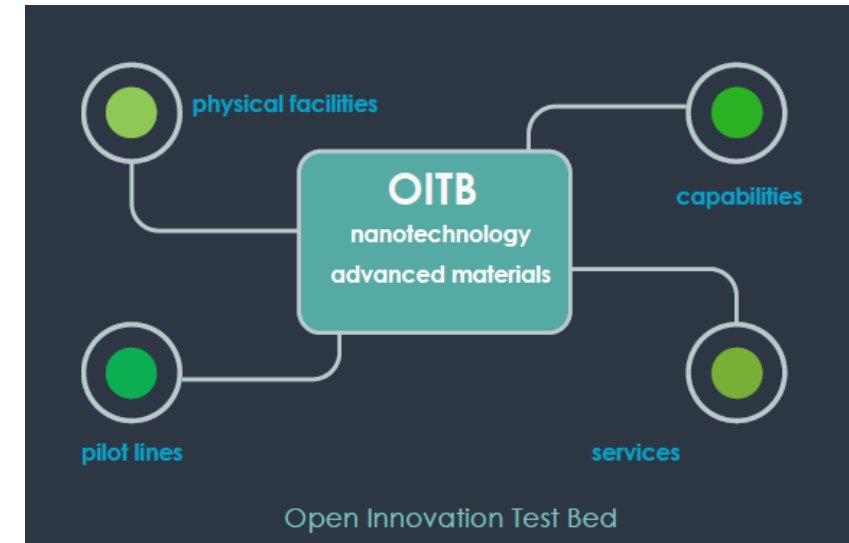 physical facilities
capabilities
OITB
nanotechnology
advanced materials
pilot lines
services
Open Innovation Test Bed